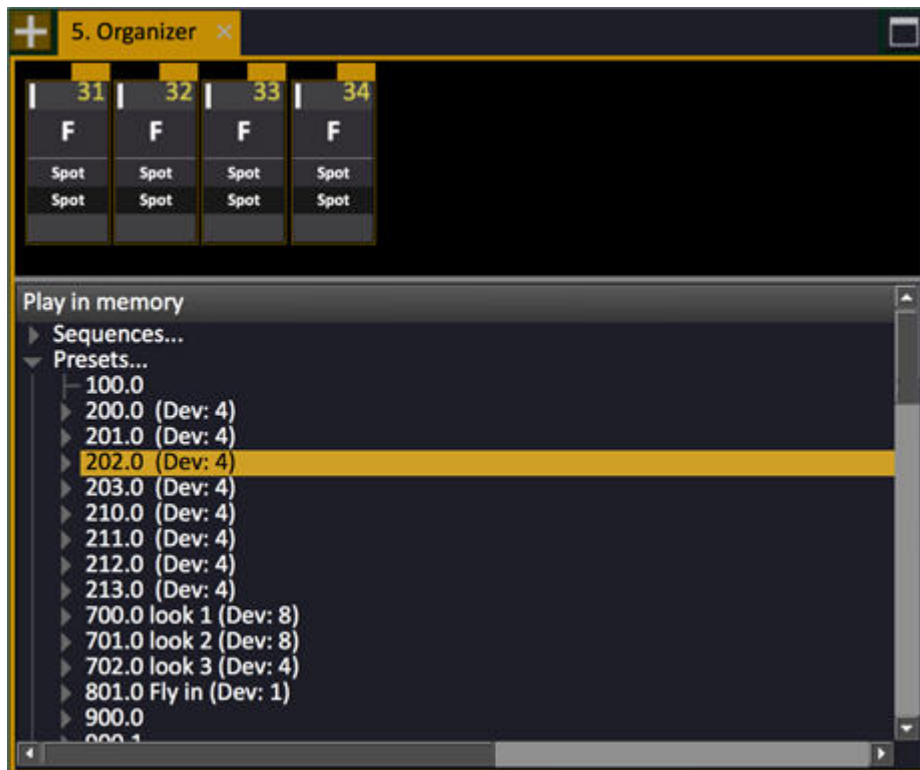 5. Organizer
31 32 33 34
F F F F
Spot Spot Spot Spot
Spot Spot Spot Spot
Play in memory
Sequences...
Presets...
100.0
200.0 (Dev: 4)
201.0 (Dev: 4)
202.0 (Dev: 4)
203.0 (Dev: 4)
210.0 (Dev: 4)
211.0 (Dev: 4)
212.0 (Dev: 4)
213.0 (Dev: 4)
700.0 look 1 (Dev: 8)
701.0 look 2 (Dev: 8)
702.0 look 3 (Dev: 4)
801.0 Fly in (Dev: 1)
900.0
900.1